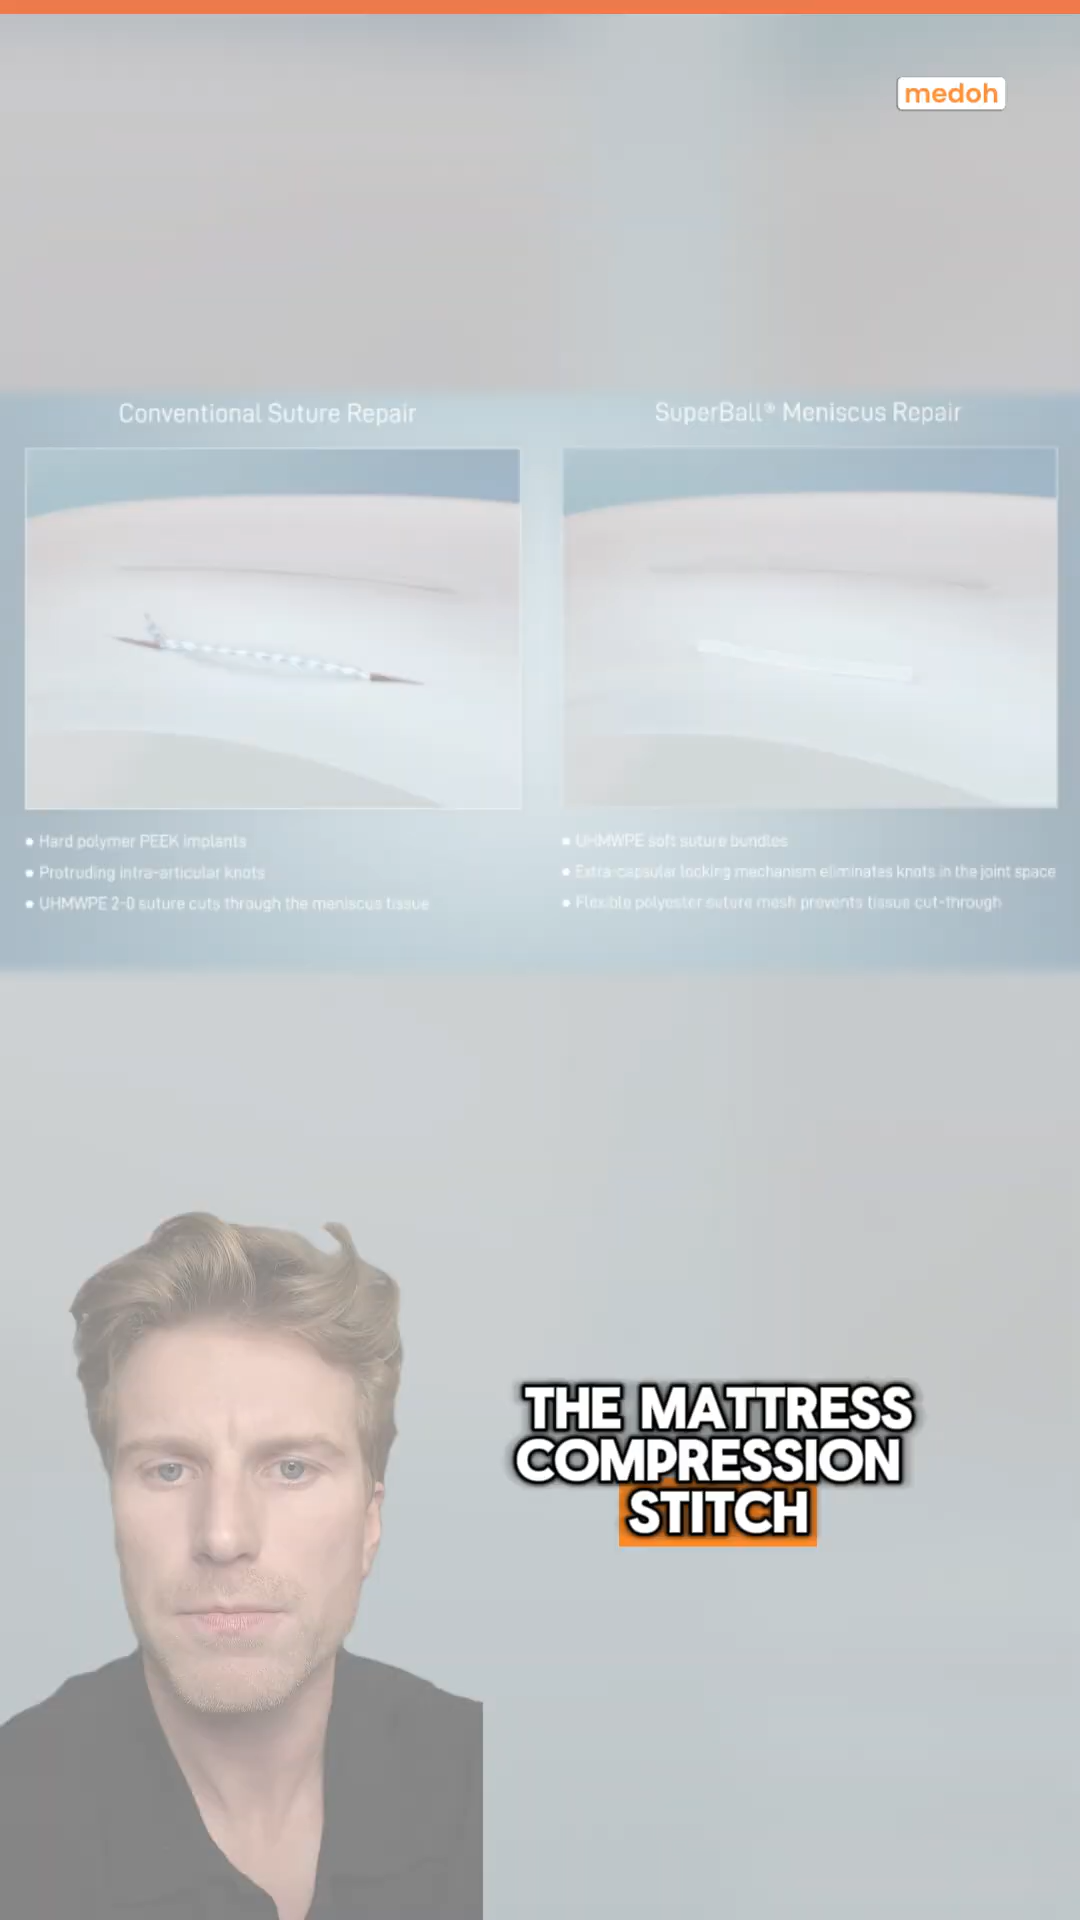 medoh
Conventional Suture Repair
SuperBall® Meniscus Repair
• Hard polymer PEEK implants
• Protruding intra-articular knots
• UHMWPE 2-0 suture cuts through the meniscus tissue
• UHMWPE soft suture bundles
• Extra-capsular locking mechanism eliminates knots in the joint space
• Flexible polyester suture mesh prevents tissue cut-through
THE MATTRESS
COMPRESSION
STITCH